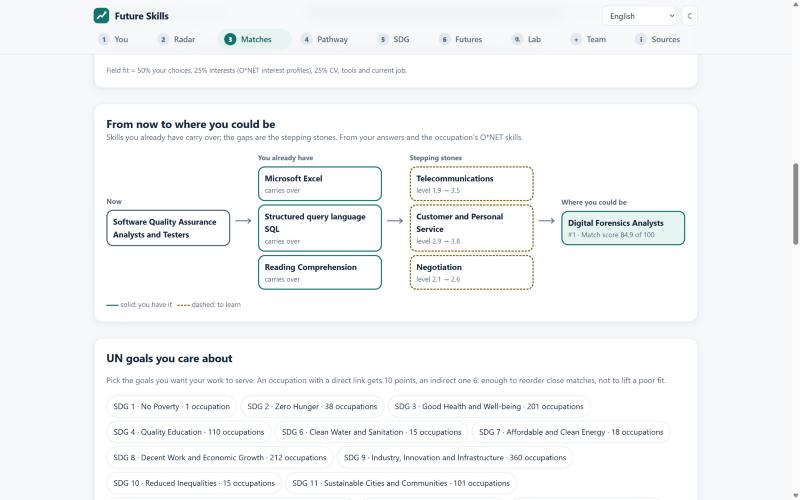 Future Skills
English
C
1 You
2 Radar
3 Matches
4 Pathway
5 SDG
6 Futures
Lab
+ Team
i Sources
Field fit = 50% your choices, 25% interests (O*NET interest profiles), 25% CV, tools and current job.
From now to where you could be
Skills you already have carry over; the gaps are the stepping stones. From your answers and the occupation's O*NET skills.
Now
Software Quality Assurance
Analysts and Testers
You already have
Microsoft Excel
carries over
Structured query language
SQL
carries over
Reading Comprehension
carries over
Stepping stones
Telecommunications
level 1.9 → 3.5
Customer and Personal
Service
level 2.9 → 3.8
Negotiation
level 2.1 → 2.6
Where you could be
Digital Forensics Analysts
#1 · Match score 84.9 of 100
solid: you have it
dashed: to learn
UN goals you care about
Pick the goals you want your work to serve. An occupation with a direct link gets 10 points, an indirect one 6: enough to reorder close matches, not to lift a poor fit.
SDG 1 · No Poverty · 1 occupation
SDG 2 · Zero Hunger · 38 occupations
SDG 3 · Good Health and Well-being · 201 occupations
SDG 4 · Quality Education · 110 occupations
SDG 6 · Clean Water and Sanitation · 15 occupations
SDG 7 · Affordable and Clean Energy · 18 occupations
SDG 8 · Decent Work and Economic Growth · 212 occupations
SDG 9 · Industry, Innovation and Infrastructure · 360 occupations
SDG 10 · Reduced Inequalities · 15 occupations
SDG 11 · Sustainable Cities and Communities · 101 occupations